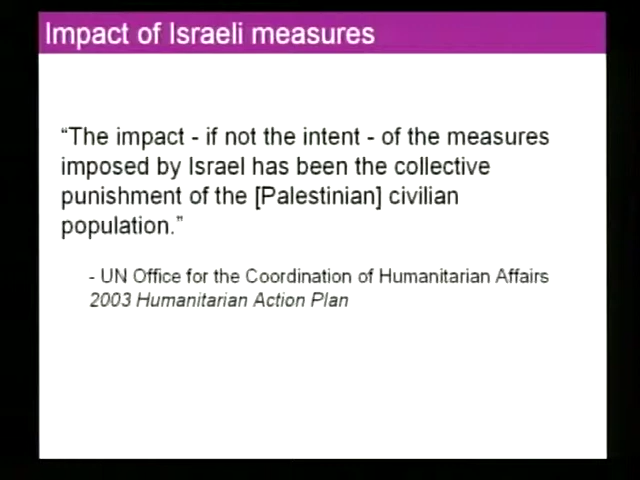 Impact of Israeli measures
“The impact - if not the intent - of the measures
imposed by Israel has been the collective
punishment of the [Palestinian] civilian
population.”
- UN Office for the Coordination of Humanitarian Affairs
2003 Humanitarian Action Plan